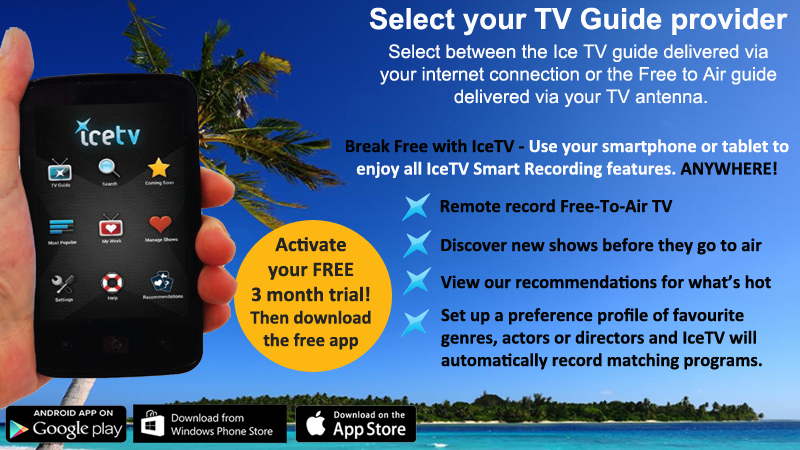 Select your TV Guide provider
Select between the Ice TV guide delivered via
your internet connection or the Free to Air guide
delivered via your TV antenna.
Break Free with IceTV - Use your smartphone or tablet to
enjoy all IceTV Smart Recording features. ANYWHERE!
Remote record Free-To-Air TV
Discover new shows before they go to air
View our recommendations for what's hot
Set up a preference profile of favourite
genres, actors or directors and IceTV will
automatically record matching programs.
Activate
your FREE
3 month trial!
Then download
the free app
icetv
TV Guide
Search
Coming Soon
Most Popular
My Week
Manage Shows
Settings
Help
Recommendations
ANDROID APP ON
Google play
Download from
Windows Phone Store
Download on the
App Store